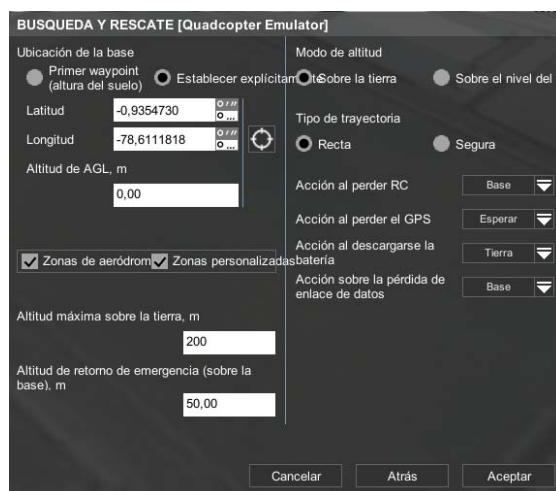 BUSQUEDA Y RESCATE [Quadcopter Emulator]
Ubicación de la base
Primer waypoint
(altura del suelo)
Establecer explícitamente
Latitud
-0,9354730
Longitud
-78,6111818
Altitud de AGL, m
0,00
Zonas de aeródrom
Zonas personalizadas
Altitud máxima sobre la tierra, m
200
Altitud de retorno de emergencia (sobre la
base), m
50,00
Modo de altitud
Sobre la tierra
Sobre el nivel del
Tipo de trayectoria
Recta
Segura
Acción al perder RC
Base
Acción al perder el GPS
Esperar
Acción al descargarse la
batería
Tierra
Acción sobre la pérdida de
enlace de datos
Base
Cancelar
Atrás
Aceptar